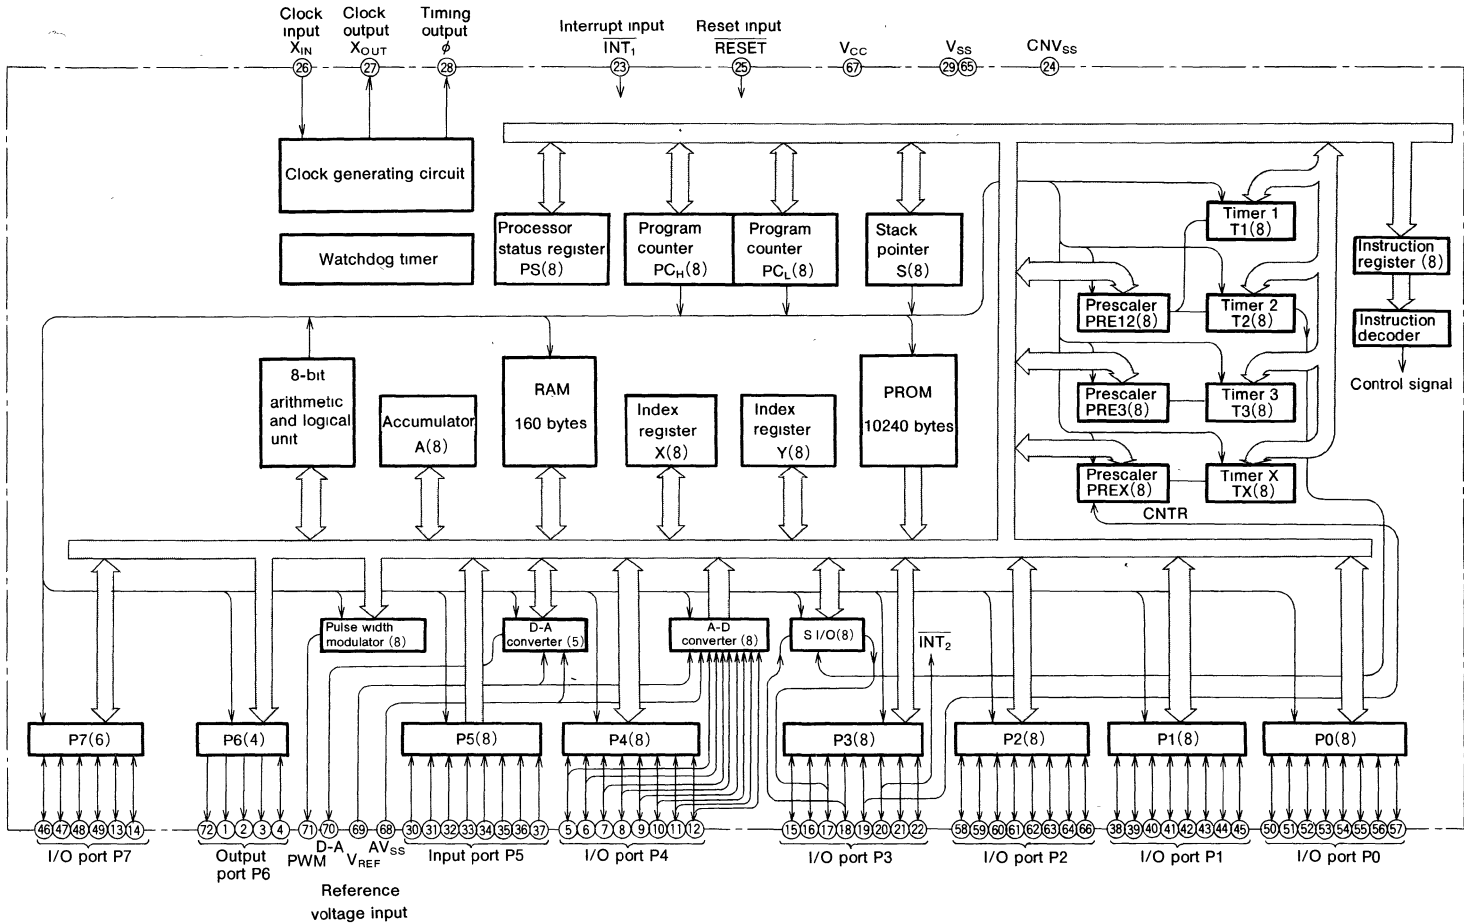 Clock input X_IN
Clock output X_OUT
Timing output ϕ
Interrupt input INT₁
Reset input RESET
V_CC
V_SS
CNV_SS
26
27
28
23
25
67
29 65
24
Clock generating circuit
Watchdog timer
Processor status register PS(8)
Program counter PC_H(8)
Program counter PC_L(8)
Stack pointer S(8)
Timer 1 T1(8)
Prescaler PRE12(8)
Timer 2 T2(8)
Prescaler PRE3(8)
Timer 3 T3(8)
Prescaler PREX(8)
Timer X TX(8)
CNTR
Instruction register (8)
Instruction decoder
Control signal
8-bit arithmetic and logical unit
Accumulator A(8)
RAM 160 bytes
Index register X(8)
Index register Y(8)
PROM 10240 bytes
Pulse width modulator (8)
D-A converter (5)
A-D converter (8)
S I/O(8)
INT₂
P7(6)
P6(4)
P5(8)
P4(8)
P3(8)
P2(8)
P1(8)
P0(8)
46 47 48 49 13 14
72 1 2 3 4
71 70 69 68
30 31 32 33 34 35 36 37
5 6 7 8 9 10 11 12
15 16 17 18 19 20 21 22
58 59 60 61 62 63 64 66
38 39 40 41 42 43 44 45
50 51 52 53 54 55 56 57
I/O port P7
Output port P6
PWM
D-A
V_REF
AV_SS
Input port P5
I/O port P4
I/O port P3
I/O port P2
I/O port P1
I/O port P0
Reference voltage input